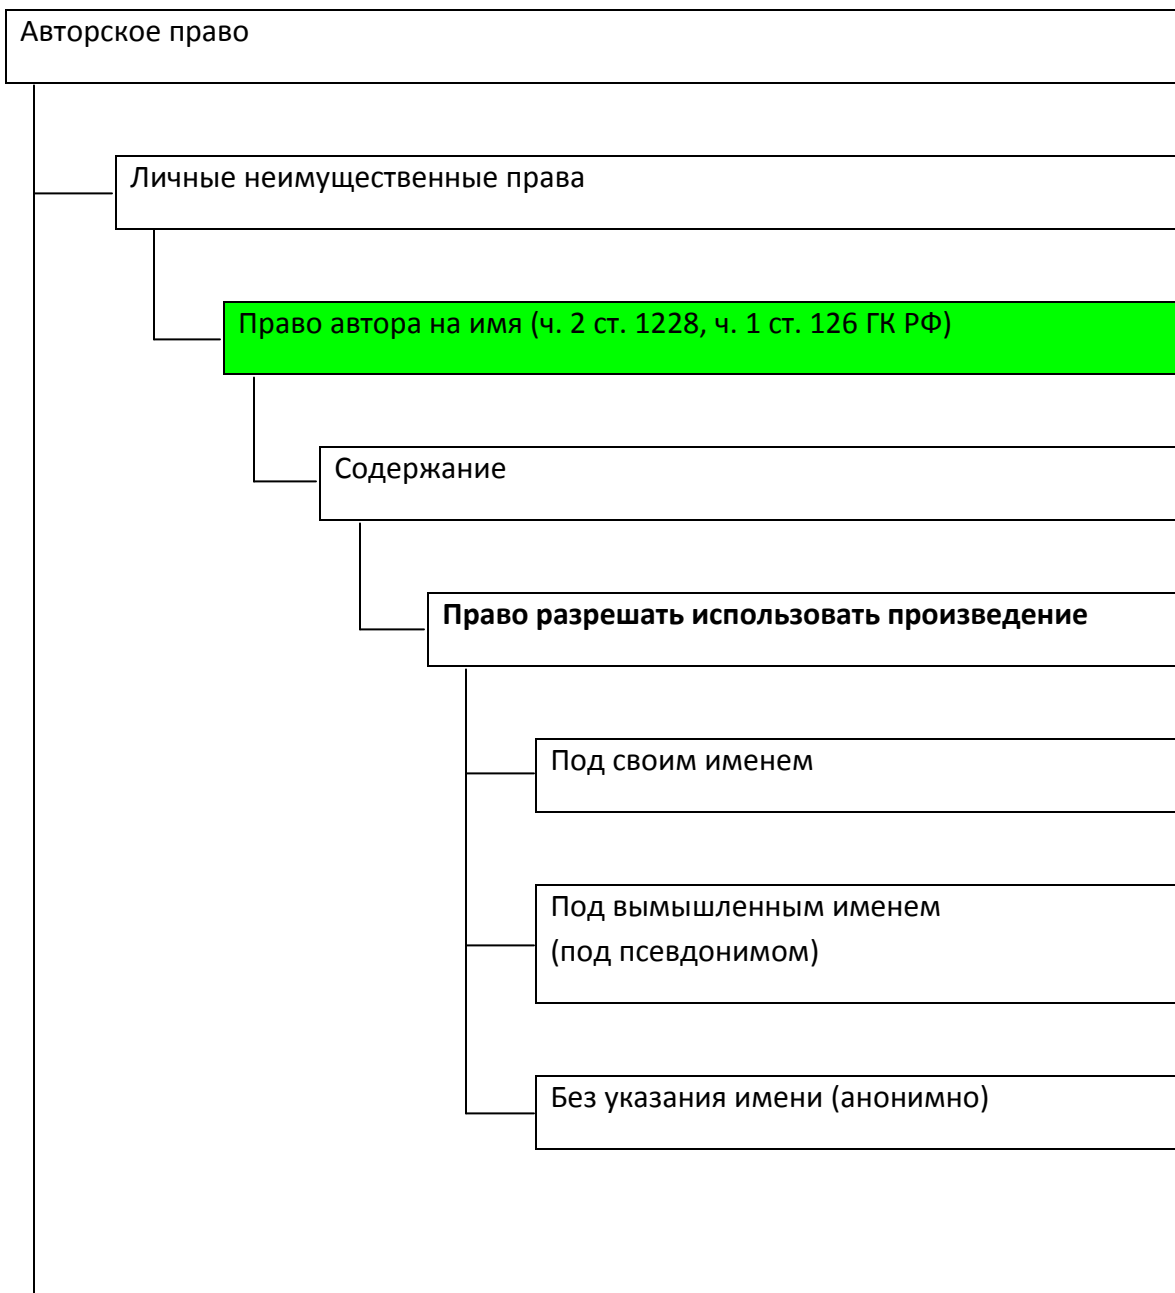 Авторское право
Личные неимущественные права
Право автора на имя (ч. 2 ст. 1228, ч. 1 ст. 126 ГК РФ)
Содержание
Право разрешать использовать произведение
Под своим именем
Под вымышленным именем
(под псевдонимом)
Без указания имени (анонимно)